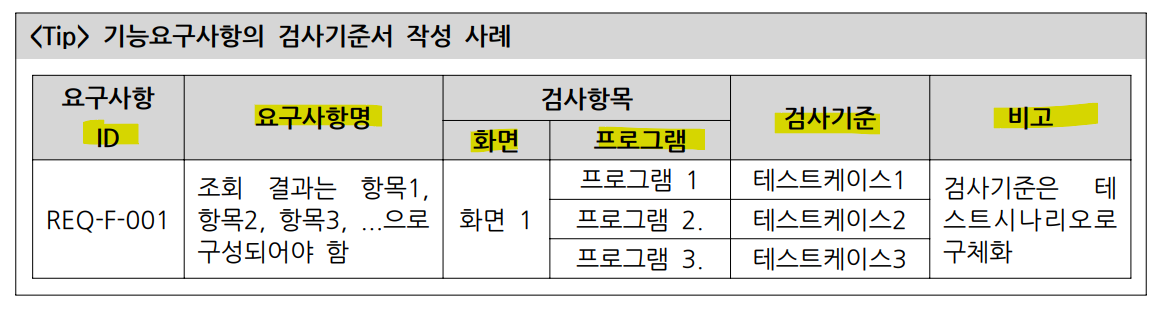 <Tip> 기능요구사항의 검사기준서 작성 사례
요구사항
ID
요구사항명
검사항목
화면
프로그램
검사기준
비고
REQ-F-001
조회 결과는 항목1,
항목2, 항목3, ...으로
구성되어야 함
화면 1
프로그램 1
테스트케이스1
프로그램 2.
테스트케이스2
프로그램 3.
테스트케이스3
검사기준은 테
스트시나리오로
구체화